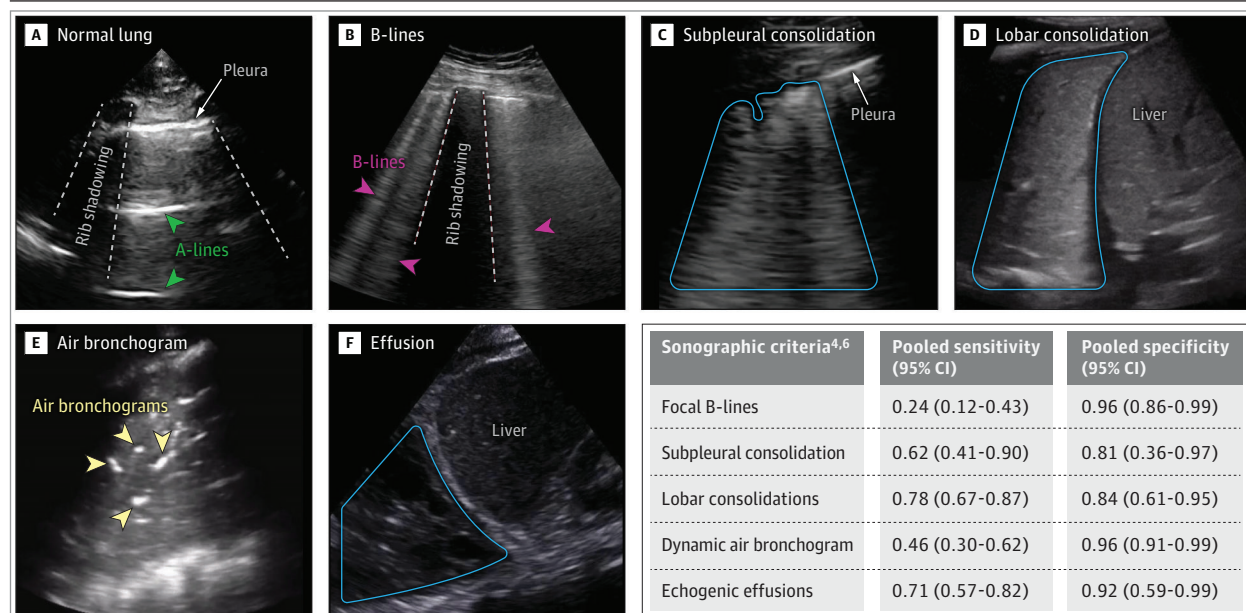 A Normal lung
Pleura
Rib shadowing
A-lines
B B-lines
B-lines
Rib shadowing
C Subpleural consolidation
Pleura
D Lobar consolidation
Liver
E Air bronchogram
Air bronchograms
F Effusion
Liver
Sonographic criteria4,6 Pooled sensitivity (95% CI) Pooled specificity (95% CI)
Focal B-lines 0.24 (0.12-0.43) 0.96 (0.86-0.99)
Subpleural consolidation 0.62 (0.41-0.90) 0.81 (0.36-0.97)
Lobar consolidations 0.78 (0.67-0.87) 0.84 (0.61-0.95)
Dynamic air bronchogram 0.46 (0.30-0.62) 0.96 (0.91-0.99)
Echogenic effusions 0.71 (0.57-0.82) 0.92 (0.59-0.99)